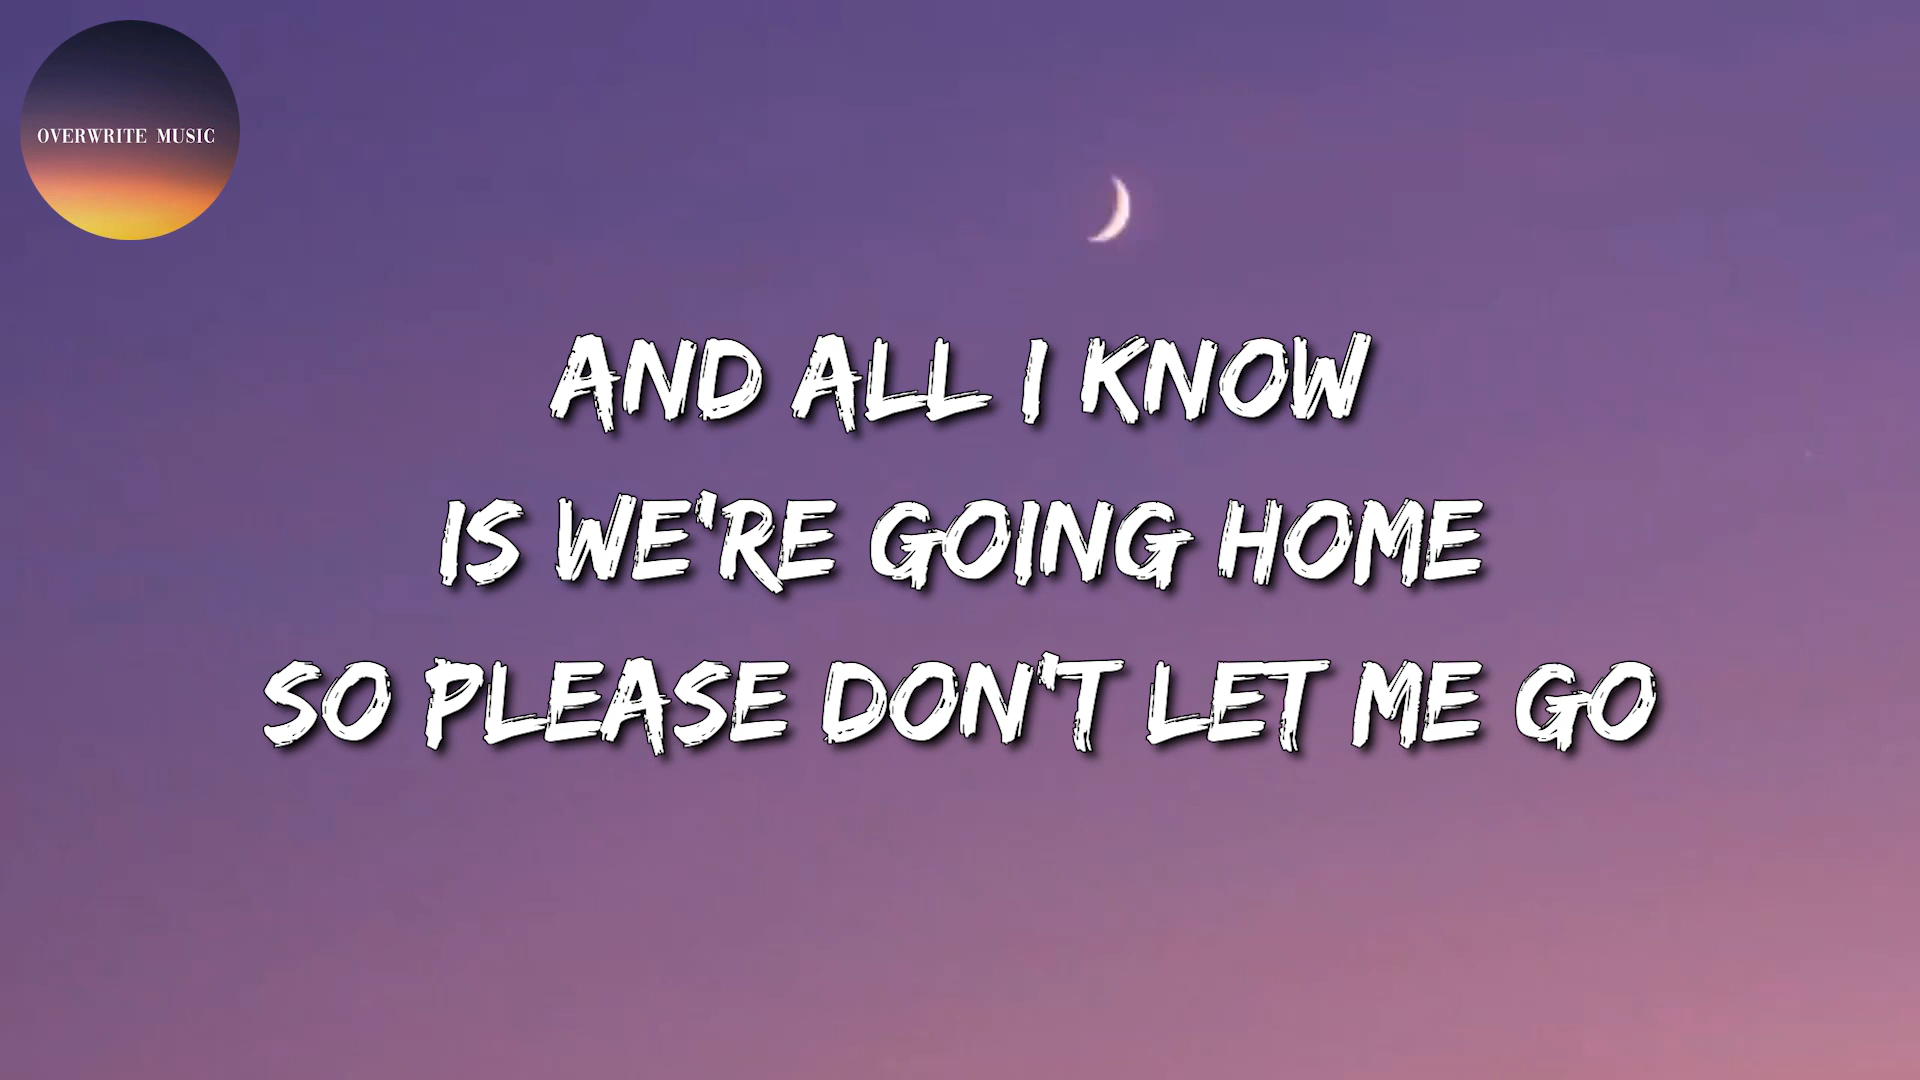 OVERWRITE MUSIC
AND ALL I KNOW
IS WE'RE GOING HOME
SO PLEASE DON'T LET ME GO